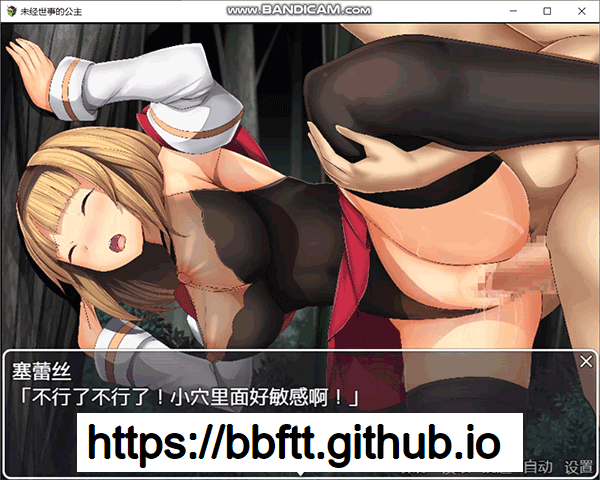 未经世事的公主
www.BANDICAM.com
塞蕾丝
「不行了不行了！小穴里面好敏感啊！」
https://bbftt.github.io
自动 设置